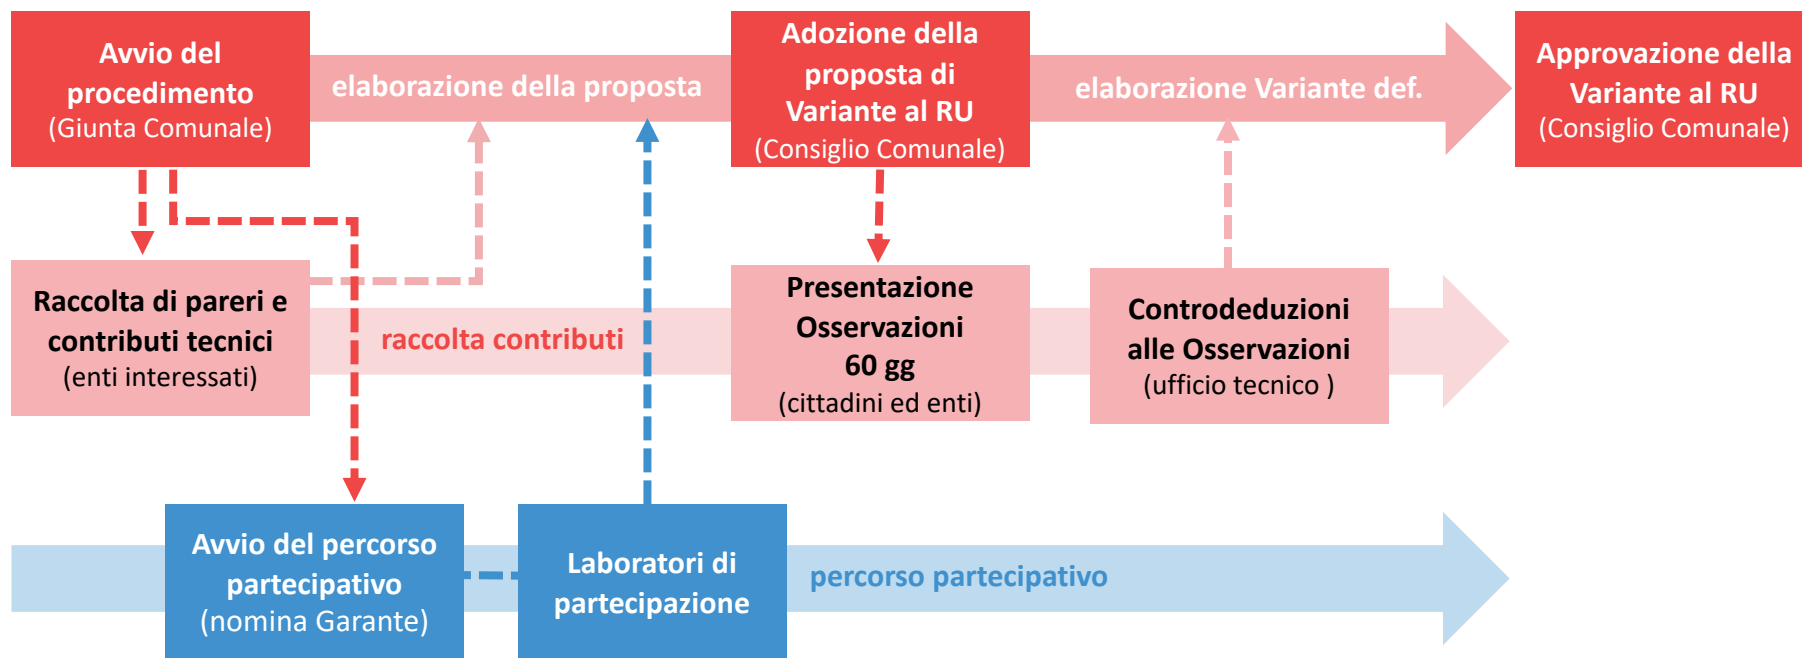 Avvio del
procedimento
(Giunta Comunale)
elaborazione della proposta
Adozione della
proposta di
Variante al RU
(Consiglio Comunale)
elaborazione Variante def.
Approvazione della
Variante al RU
(Consiglio Comunale)
Raccolta di pareri e
contributi tecnici
(enti interessati)
raccolta contributi
Presentazione
Osservazioni
60 gg
(cittadini ed enti)
Controdeduzioni
alle Osservazioni
(ufficio tecnico )
Avvio del percorso
partecipativo
(nomina Garante)
Laboratori di
partecipazione
percorso partecipativo